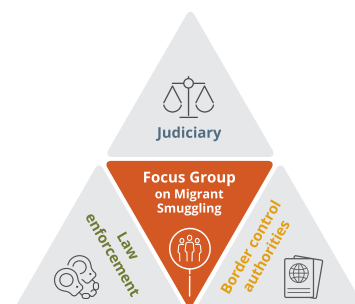 Judiciary
Focus Group
on Migrant
Smuggling
Law
enforcement
Border control
authorities